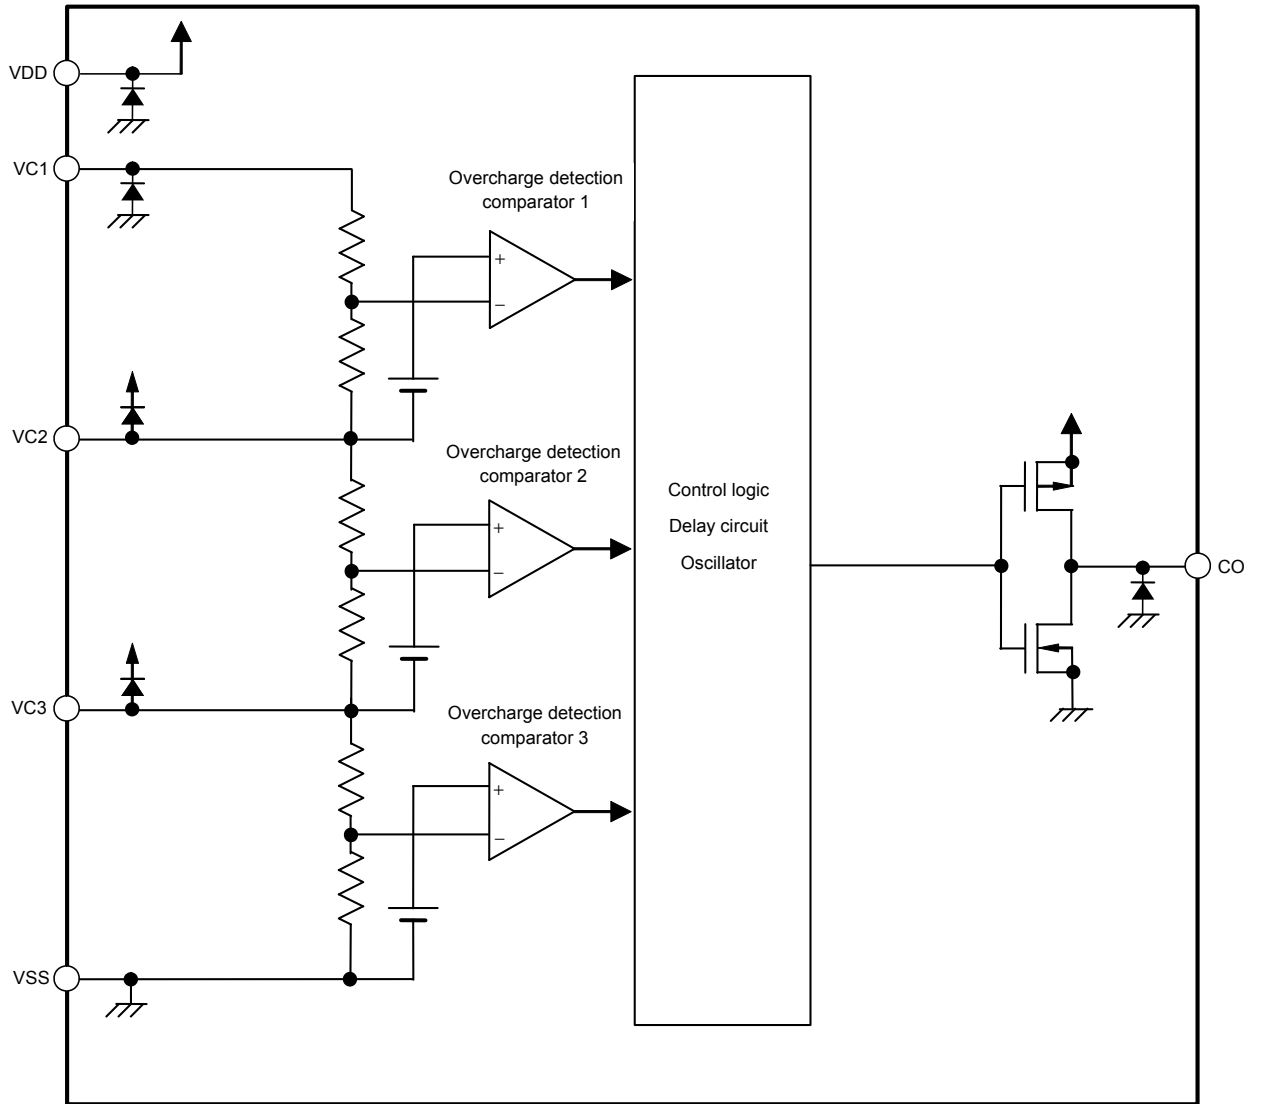 VDD
VC1
Overcharge detection
comparator 1
+
−
VC2
Overcharge detection
comparator 2
+
−
Control logic
Delay circuit
Oscillator
CO
VC3
Overcharge detection
comparator 3
+
−
VSS